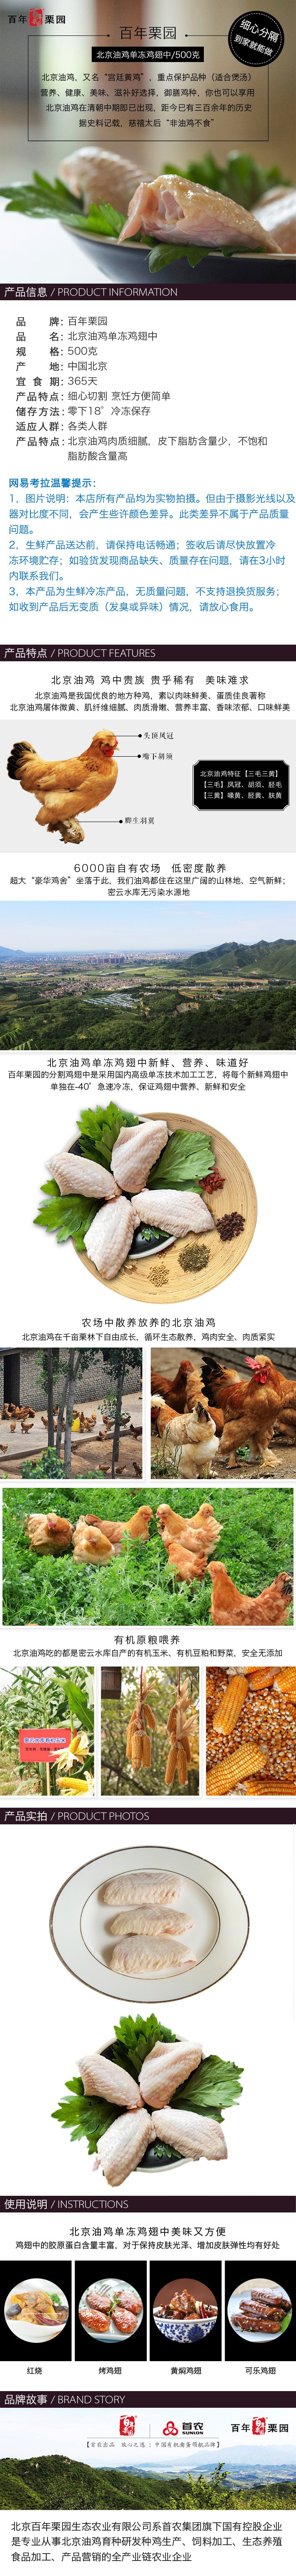 百年栗园
百年栗园
细心分隔
到家就能做
北京油鸡单冻鸡翅中/500克
北京油鸡，又名“宫廷黄鸡”，重点保护品种（适合煲汤）
营养、健康、美味、滋补好选择，御膳鸡种，你也可以享用
北京油鸡在清朝中期即已出现，距今已有三百余年的历史
据史料记载，慈禧太后“非油鸡不食”
产品信息 / PRODUCT INFORMATION
品 牌：百年栗园
品 名：北京油鸡单冻鸡翅中
规 格：500克
产 地：中国北京
宜 食 期：365天
产品特点：细心切割 烹饪方便简单
储存方法：零下18°冷冻保存
适应人群：各类人群
产品特点：北京油鸡肉质细腻，皮下脂肪含量少，不饱和
脂肪酸含量高
网易考拉温馨提示：
1，图片说明：本店所有产品均为实物拍摄。但由于摄影光线以及
器对比度不同，会产生些许颜色差异。此类差异不属于产品质量
问题。
2，生鲜产品送达前，请保持电话畅通；签收后请尽快放置冷
冻环境贮存；如验货发现商品缺失、质量存在问题，请在3小时
内联系我们。
3，本产品为生鲜冷冻产品，无质量问题，不支持退换货服务；
如收到产品后无变质（发臭或异味）情况，请放心食用。
产品特点 / PRODUCT FEATURES
北京油鸡 鸡中贵族 贵乎稀有 美味难求
北京油鸡是我国优良的地方种鸡，素以肉味鲜美、蛋质佳良著称
北京油鸡屠体微黄、肌纤维细腻、肉质滑嫩、营养丰富、香味浓郁、口味鲜美
头顶凤冠
嘴下胡须
脚生羽翼
北京油鸡特征【三毛三黄】
【三毛】凤冠、胡须、胫毛
【三黄】喙黄、胫黄、肤黄
6000亩自有农场 低密度散养
超大“豪华鸡舍”坐落于此，我们油鸡都住在这里广阔的山林地、空气新鲜；
密云水库无污染水源地
北京油鸡单冻鸡翅中新鲜、营养、味道好
百年栗园的分割鸡翅中是采用国内高级单冻技术加工工艺，将每个新鲜鸡翅中
单独在-40°急速冷冻，保证鸡翅中营养、新鲜和安全
农场中散养放养的北京油鸡
北京油鸡在千亩栗林下自由成长，循环生态散养，鸡肉安全、肉质紧实
有机原粮喂养
北京油鸡吃的都是密云水库自产的有机玉米、有机豆粕和野菜，安全无添加
产品实拍 / PRODUCT PHOTOS
使用说明 / INSTRUCTIONS
北京油鸡单冻鸡翅中美味又方便
鸡翅中的胶原蛋白含量丰富，对于保持皮肤光泽、增加皮肤弹性均有好处
红烧
烤鸡翅
黄焖鸡翅
可乐鸡翅
品牌故事 / BRAND STORY
首农
SUNLON
百年栗园
【首农出品 放心之选：中国有机禽蛋领航品牌】
北京百年栗园生态农业有限公司系首农集团旗下国有控股企业
是专业从事北京油鸡育种研发种鸡生产、饲料加工、生态养殖
食品加工、产品营销的全产业链农业企业